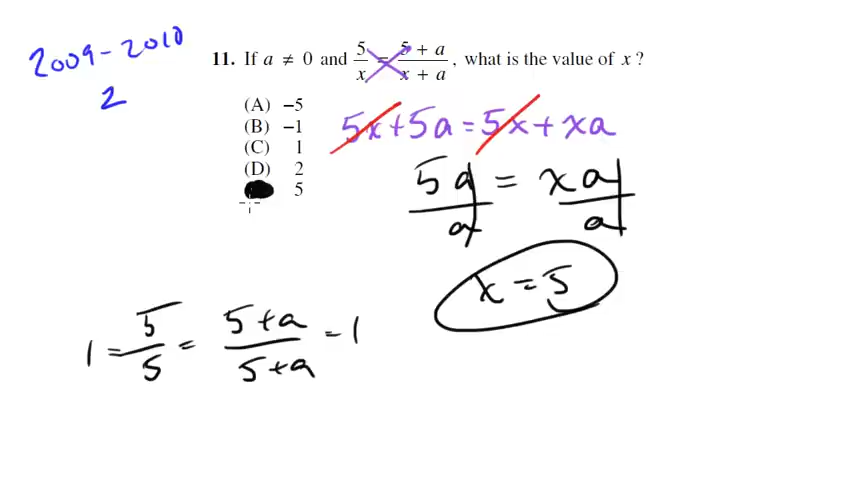 2009-2010
2
11. If a ≠ 0 and 5/x = 5 + a/x + a, what is the value of x ?
(A) −5
(B) −1
(C) 1
(D) 2
5
5x + 5a = 5x + xa
5a/a = xa/a
x = 5
1 = 5/5 = 5+a/5+a = 1